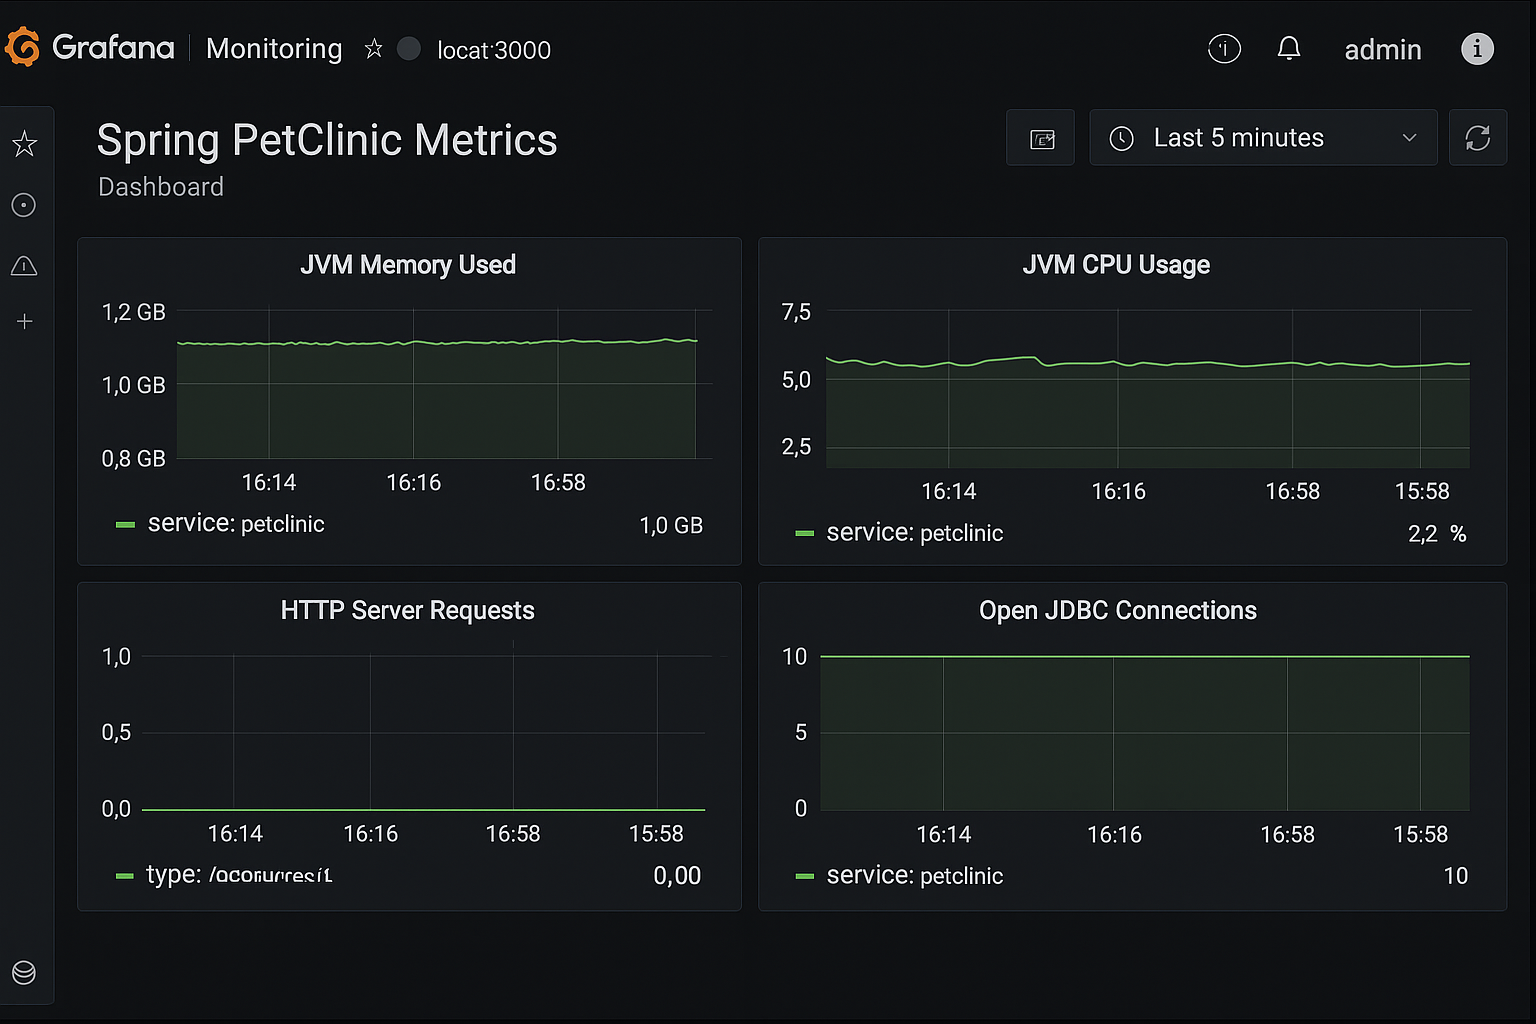 Grafana Monitoring locat:3000 admin
Spring PetClinic Metrics
Dashboard
Last 5 minutes
JVM Memory Used
1,2 GB
1,0 GB
0,8 GB
16:14 16:16 16:58
service: petclinic 1,0 GB
JVM CPU Usage
7,5
5,0
2,5
16:14 16:16 16:58 15:58
service: petclinic 2,2 %
HTTP Server Requests
1,0
0,5
0,0
16:14 16:16 16:58 15:58
type: 0,00
Open JDBC Connections
10
5
0
16:14 16:16 16:58 15:58
service: petclinic 10